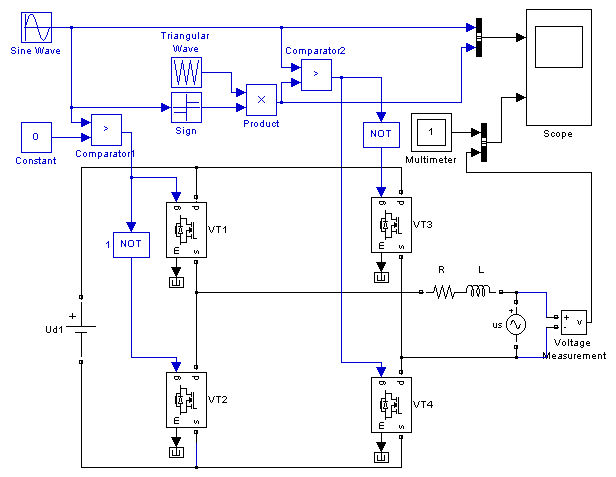 Sine Wave
Triangular
Wave
Comparator2
>
Scope
Sign
×
Product
NOT
1
Multimeter
0
Constant
>
Comparator1
1
NOT
g
p
m
s
VT1
g
p
m
s
VT3
R
L
+
us
+
-
v
Voltage
Measurement
+
Ud1
g
p
m
s
VT2
g
p
m
s
VT4